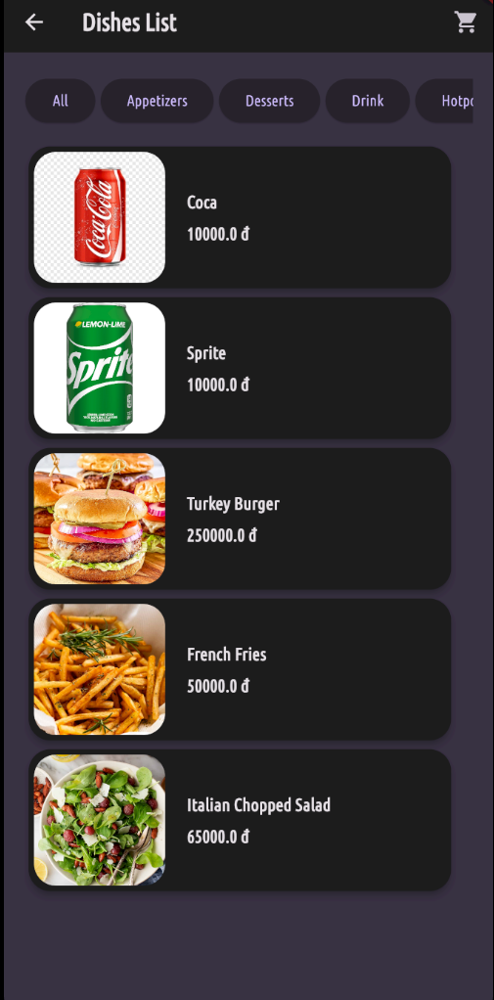 Dishes List
All
Appetizers
Desserts
Drink
Hotpo
Coca-Cola
Coca
10000.0 đ
LEMON-LIME
Sprite
Sprite
10000.0 đ
Turkey Burger
250000.0 đ
French Fries
50000.0 đ
Italian Chopped Salad
65000.0 đ